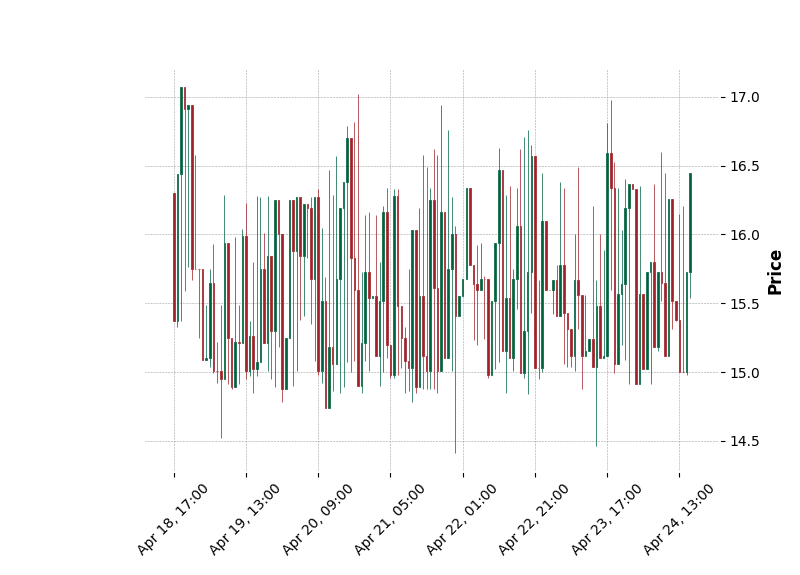 17.0
16.5
16.0
15.5
15.0
14.5
Price
Apr 18, 17:00
Apr 19, 13:00
Apr 20, 09:00
Apr 21, 05:00
Apr 22, 01:00
Apr 22, 21:00
Apr 23, 17:00
Apr 24, 13:00